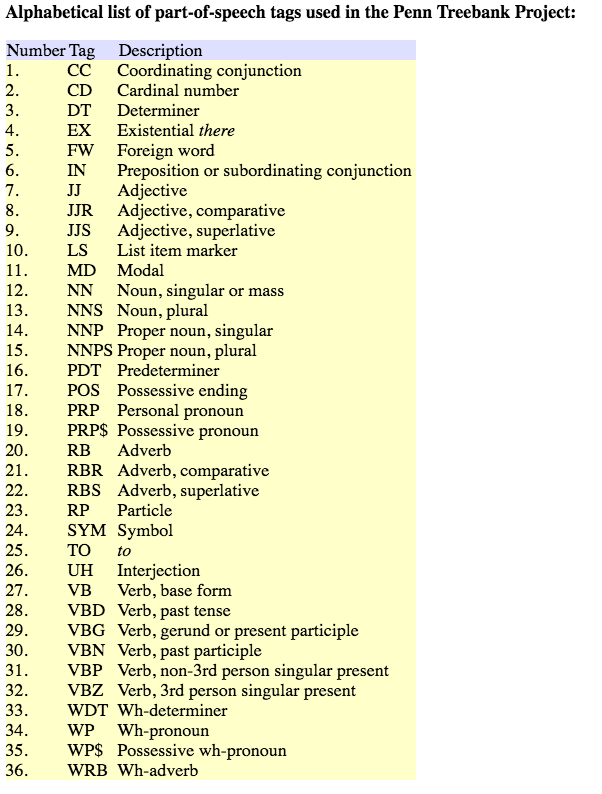 Alphabetical list of part-of-speech tags used in the Penn Treebank Project:
Number Tag Description
1. CC Coordinating conjunction
2. CD Cardinal number
3. DT Determiner
4. EX Existential there
5. FW Foreign word
6. IN Preposition or subordinating conjunction
7. JJ Adjective
8. JJR Adjective, comparative
9. JJS Adjective, superlative
10. LS List item marker
11. MD Modal
12. NN Noun, singular or mass
13. NNS Noun, plural
14. NNP Proper noun, singular
15. NNPS Proper noun, plural
16. PDT Predeterminer
17. POS Possessive ending
18. PRP Personal pronoun
19. PRP$ Possessive pronoun
20. RB Adverb
21. RBR Adverb, comparative
22. RBS Adverb, superlative
23. RP Particle
24. SYM Symbol
25. TO to
26. UH Interjection
27. VB Verb, base form
28. VBD Verb, past tense
29. VBG Verb, gerund or present participle
30. VBN Verb, past participle
31. VBP Verb, non-3rd person singular present
32. VBZ Verb, 3rd person singular present
33. WDT Wh-determiner
34. WP Wh-pronoun
35. WP$ Possessive wh-pronoun
36. WRB Wh-adverb